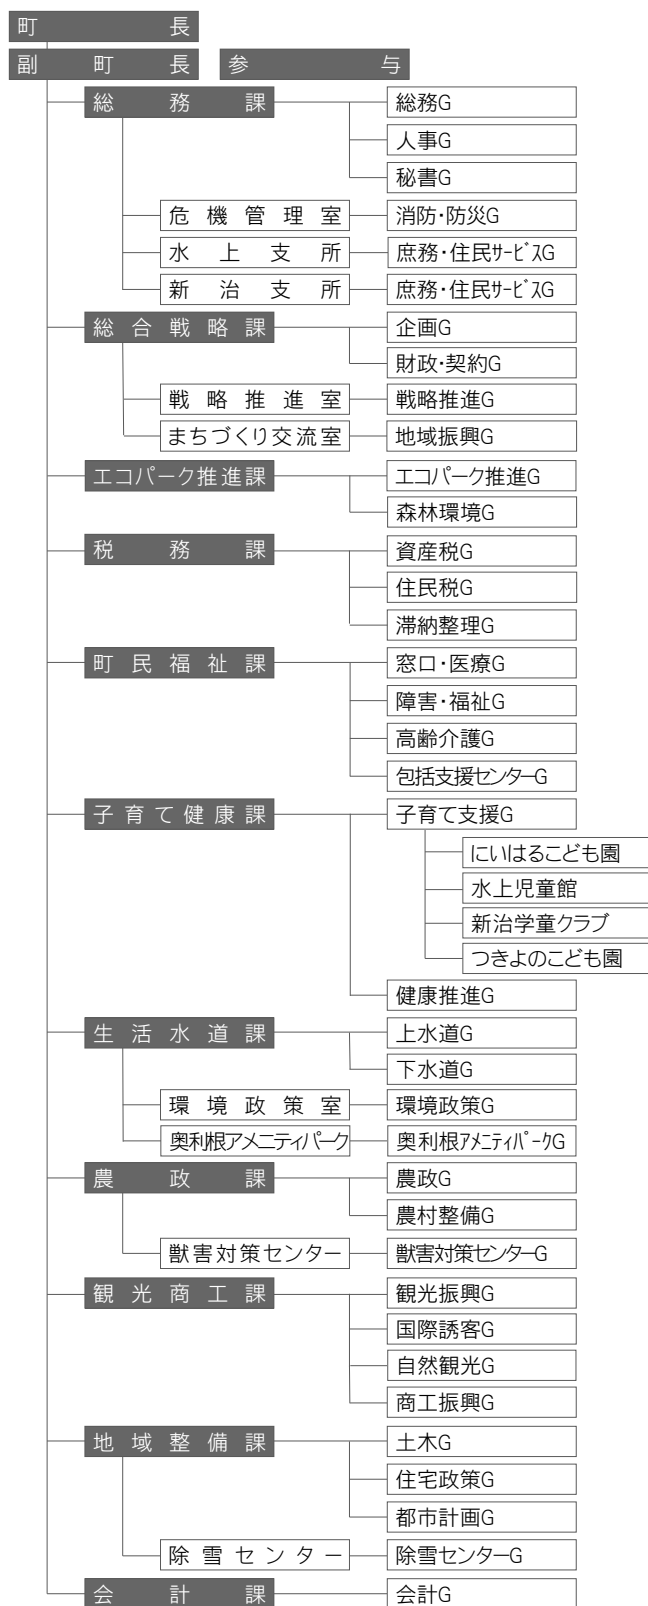 町長
副町長 参与
総務課 総務G
人事G
秘書G
危機管理室 消防・防災G
水上支所 庶務・住民ｻｰﾋﾞｽG
新治支所 庶務・住民ｻｰﾋﾞｽG
総合戦略課 企画G
財政・契約G
戦略推進室 戦略推進G
まちづくり交流室 地域振興G
エコパーク推進課 エコパーク推進G
森林環境G
税務課 資産税G
住民税G
滞納整理G
町民福祉課 窓口・医療G
障害・福祉G
高齢介護G
包括支援センターG
子育て健康課 子育て支援G
にいはるこども園
水上児童館
新治学童クラブ
つきよのこども園
健康推進G
生活水道課 上水道G
下水道G
環境政策室 環境政策G
奥利根アメニティパーク 奥利根ｱﾒﾆﾃｨﾊﾟｰｸG
農政課 農政G
農村整備G
獣害対策センター 獣害対策センターG
観光商工課 観光振興G
国際誘客G
自然観光G
商工振興G
地域整備課 土木G
住宅政策G
都市計画G
除雪センター 除雪センターG
会計課 会計G